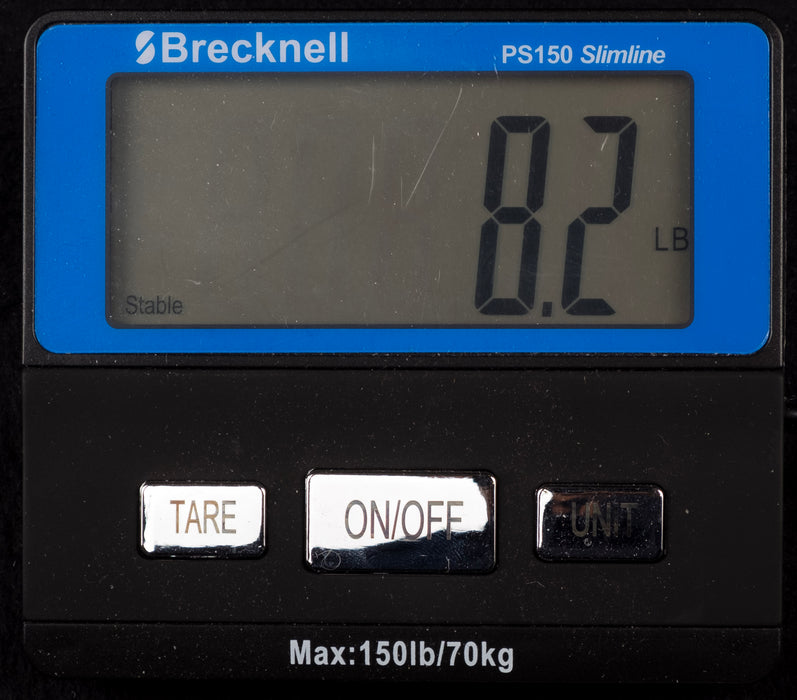 Brecknell PS150 Slimline
8.2 LB
Stable
TARE ON/OFF UNIT
Max:150lb/70kg